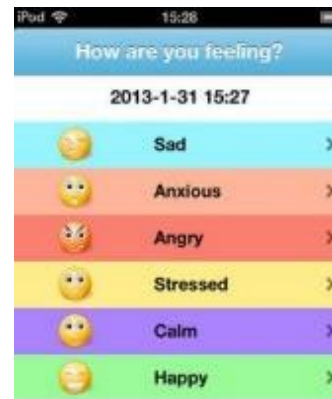 iPod 15:28
How are you feeling?
2013-1-31 15:27
Sad
Anxious
Angry
Stressed
Calm
Happy